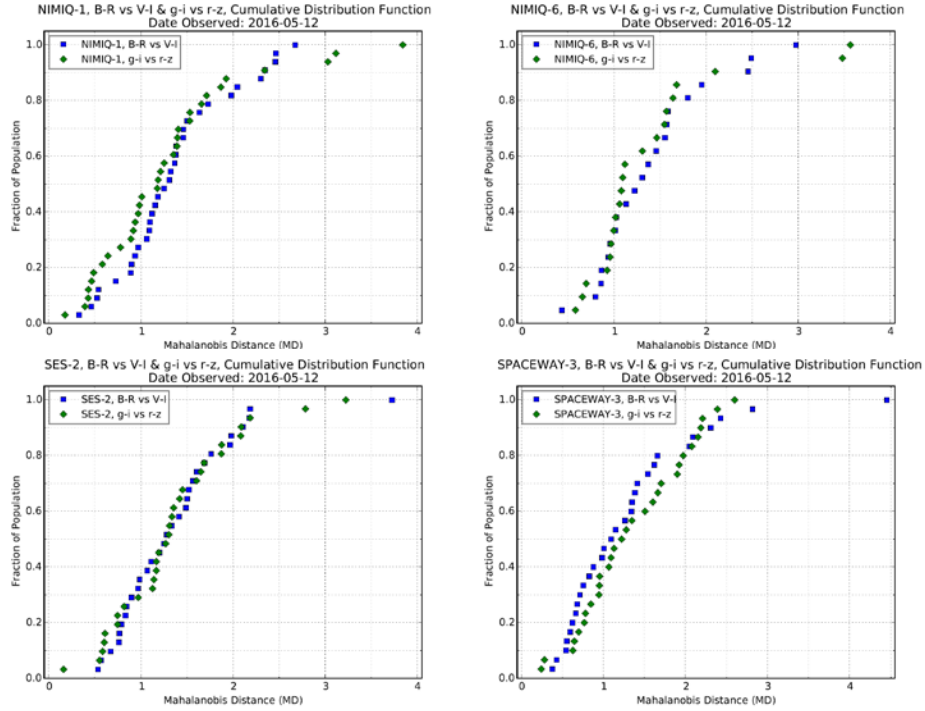 NIMIQ-1, B-R vs V-I & g-i vs r-z, Cumulative Distribution Function
Date Observed: 2016-05-12
NIMIQ-1, B-R vs V-I
NIMIQ-1, g-i vs r-z
1.0
0.8
0.6
0.4
0.2
0.0
Fraction of Population
0
1
2
3
4
Mahalanobis Distance (MD)
NIMIQ-6, B-R vs V-I & g-i vs r-z, Cumulative Distribution Function
Date Observed: 2016-05-12
NIMIQ-6, B-R vs V-I
NIMIQ-6, g-i vs r-z
1.0
0.8
0.6
0.4
0.2
0.0
Fraction of Population
0
1
2
3
4
Mahalanobis Distance (MD)
SES-2, B-R vs V-I & g-i vs r-z, Cumulative Distribution Function
Date Observed: 2016-05-12
SES-2, B-R vs V-I
SES-2, g-i vs r-z
1.0
0.8
0.6
0.4
0.2
0.0
Fraction of Population
0
1
2
3
4
Mahalanobis Distance (MD)
SPACEWAY-3, B-R vs V-I & g-i vs r-z, Cumulative Distribution Function
Date Observed: 2016-05-12
SPACEWAY-3, B-R vs V-I
SPACEWAY-3, g-i vs r-z
1.0
0.8
0.6
0.4
0.2
0.0
Fraction of Population
0
1
2
3
4
Mahalanobis Distance (MD)